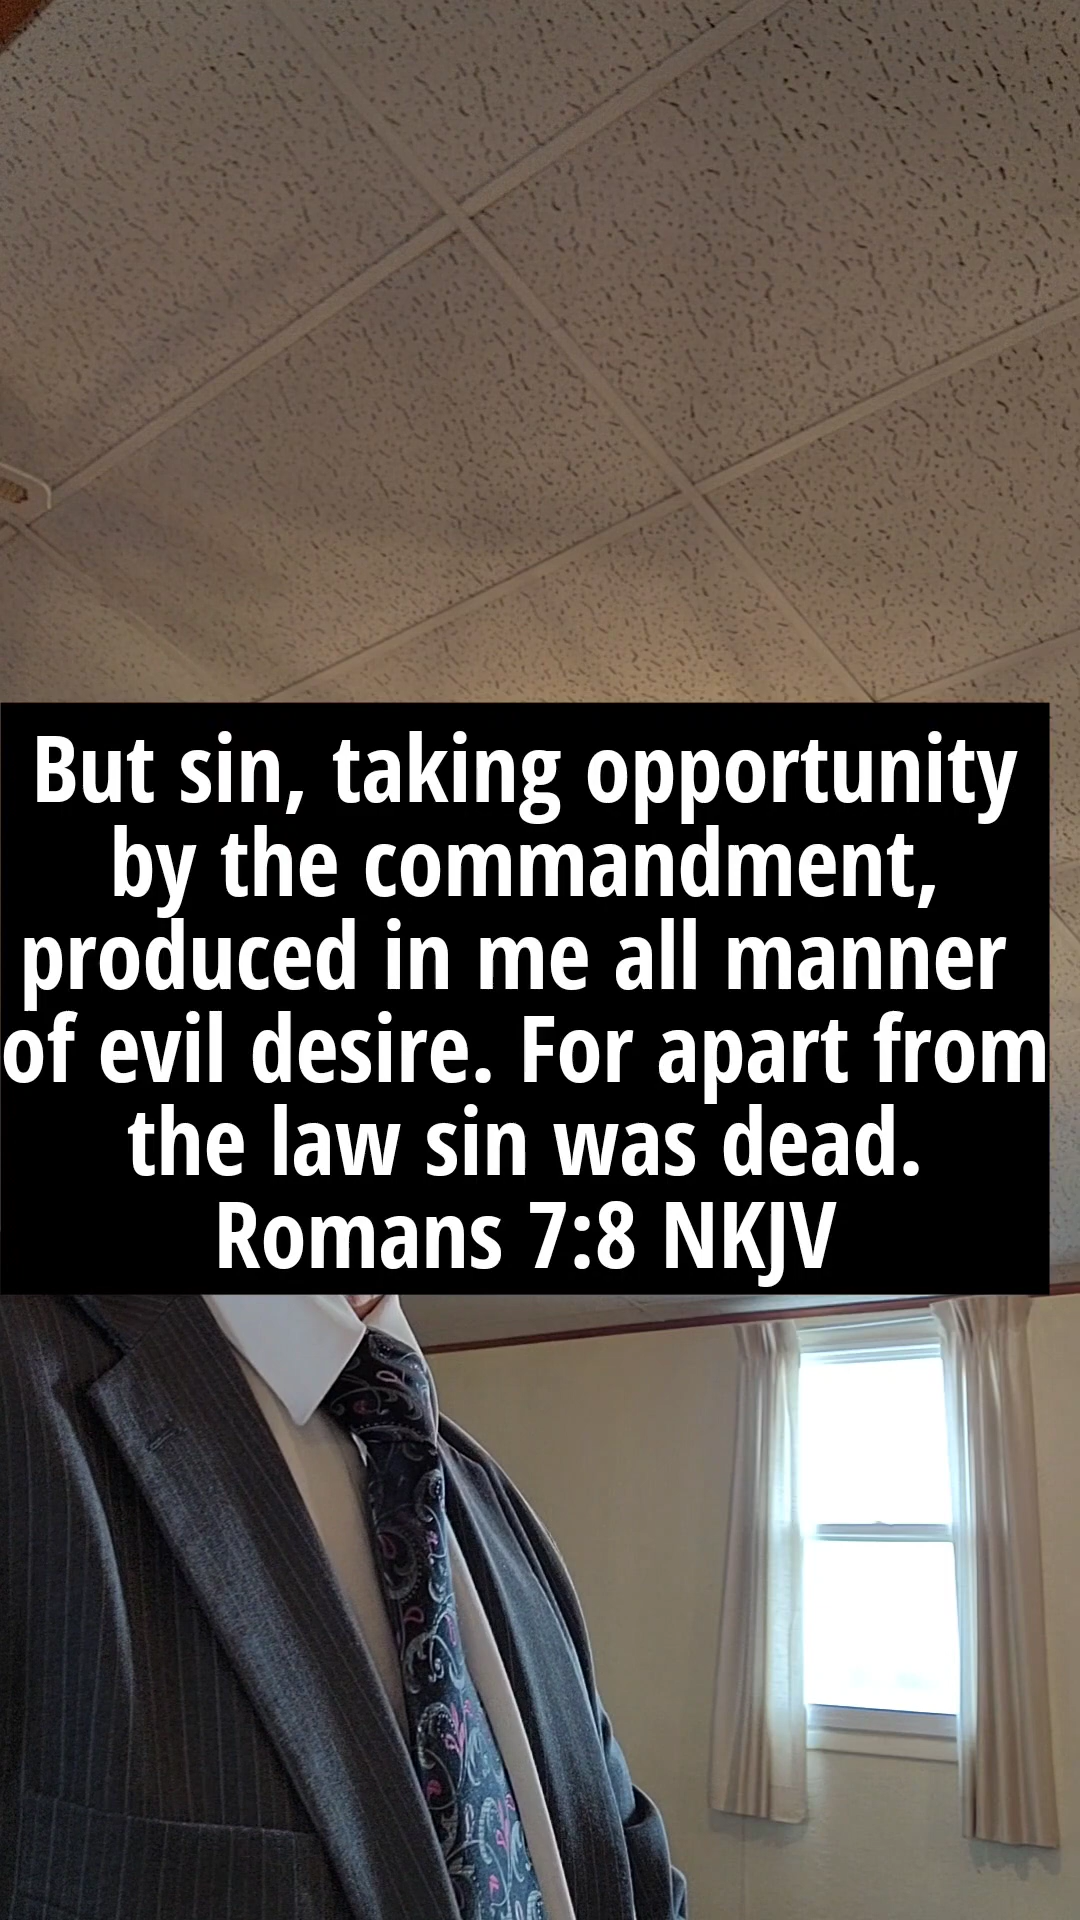 But sin, taking opportunity
by the commandment,
produced in me all manner
of evil desire. For apart from
the law sin was dead.
Romans 7:8 NKJV